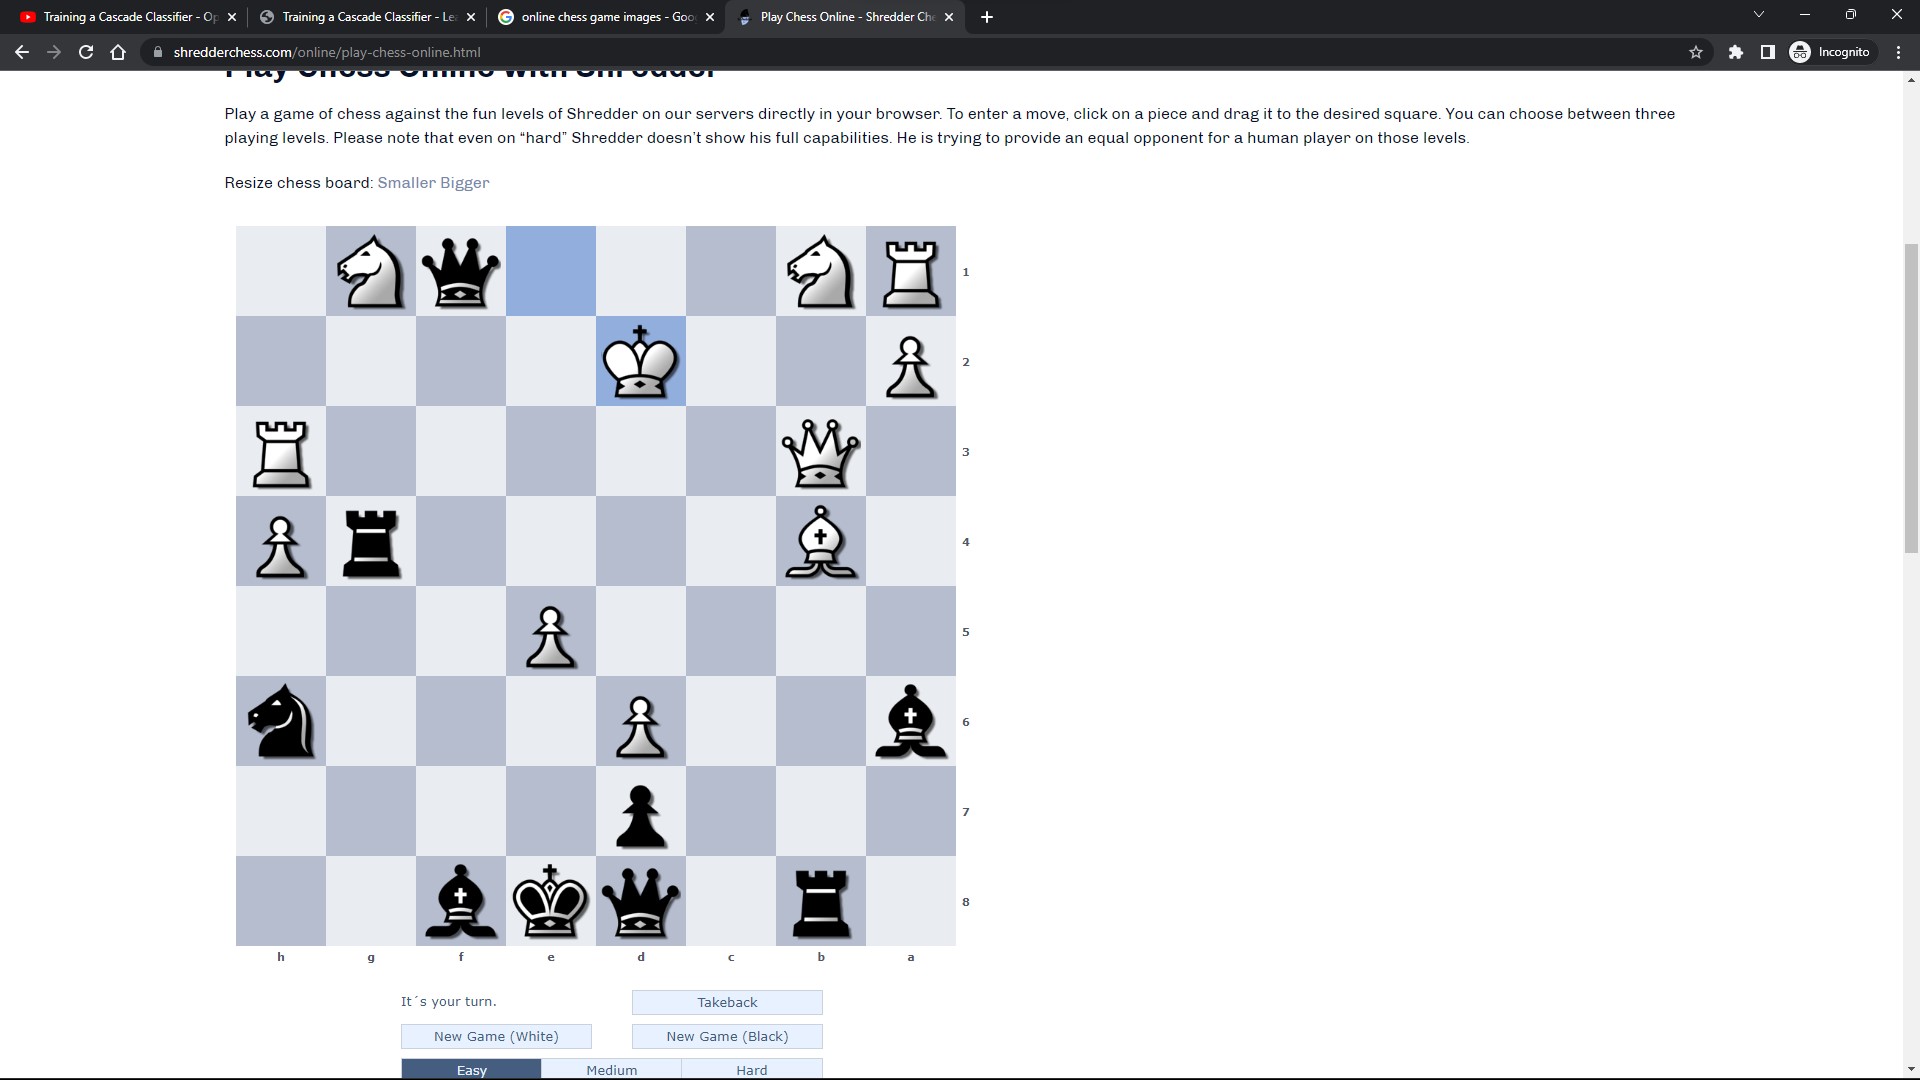 Training a Cascade Classifier - Op
Training a Cascade Classifier - Le
online chess game images - Goo
Play Chess Online - Shredder Che
shredderchess.com/online/play-chess-online.html
Incognito
Play Chess Online with Shredder
Play a game of chess against the fun levels of Shredder on our servers directly in your browser. To enter a move, click on a piece and drag it to the desired square. You can choose between three
playing levels. Please note that even on “hard” Shredder doesn’t show his full capabilities. He is trying to provide an equal opponent for a human player on those levels.
Resize chess board: Smaller Bigger
1
2
3
4
5
6
7
8
h g f e d c b a
It´s your turn.
Takeback
New Game (White)
New Game (Black)
Easy Medium Hard